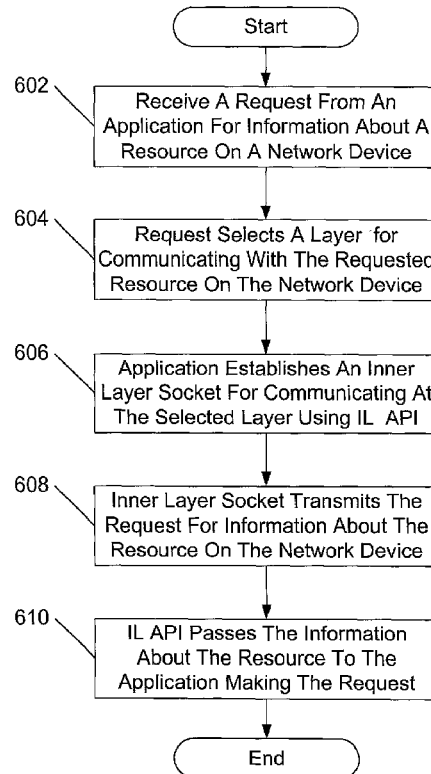 Start
602
Receive A Request From An
Application For Information About A
Resource On A Network Device
604
Request Selects A Layer for
Communicating With The Requested
Resource On The Network Device
606
Application Establishes An Inner
Layer Socket For Communicating At
The Selected Layer Using IL API
608
Inner Layer Socket Transmits The
Request For Information About The
Resource On The Network Device
610
IL API Passes The Information
About The Resource To The
Application Making The Request
End